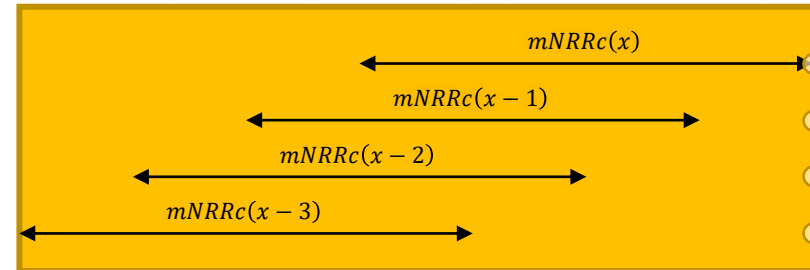 mNRRc(x)
mNRRc(x − 1)
mNRRc(x − 2)
mNRRc(x − 3)